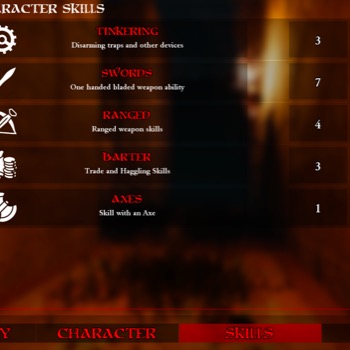 ARACTER SKILLS
TINKERING
Disarming traps and other devices
3
SWORDS
One handed bladed weapon ability
7
RANGED
Ranged weapon skills
4
BARTER
Trade and Haggling Skills
3
AXES
Skill with an Axe
1
Y CHARACTER SKILLS